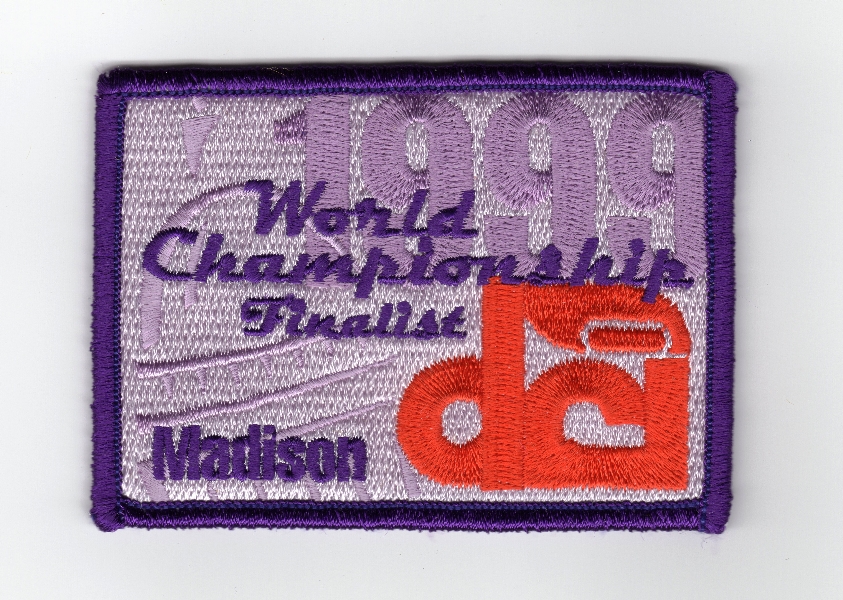 1999
World
Championship
Finalist
dci
Madison